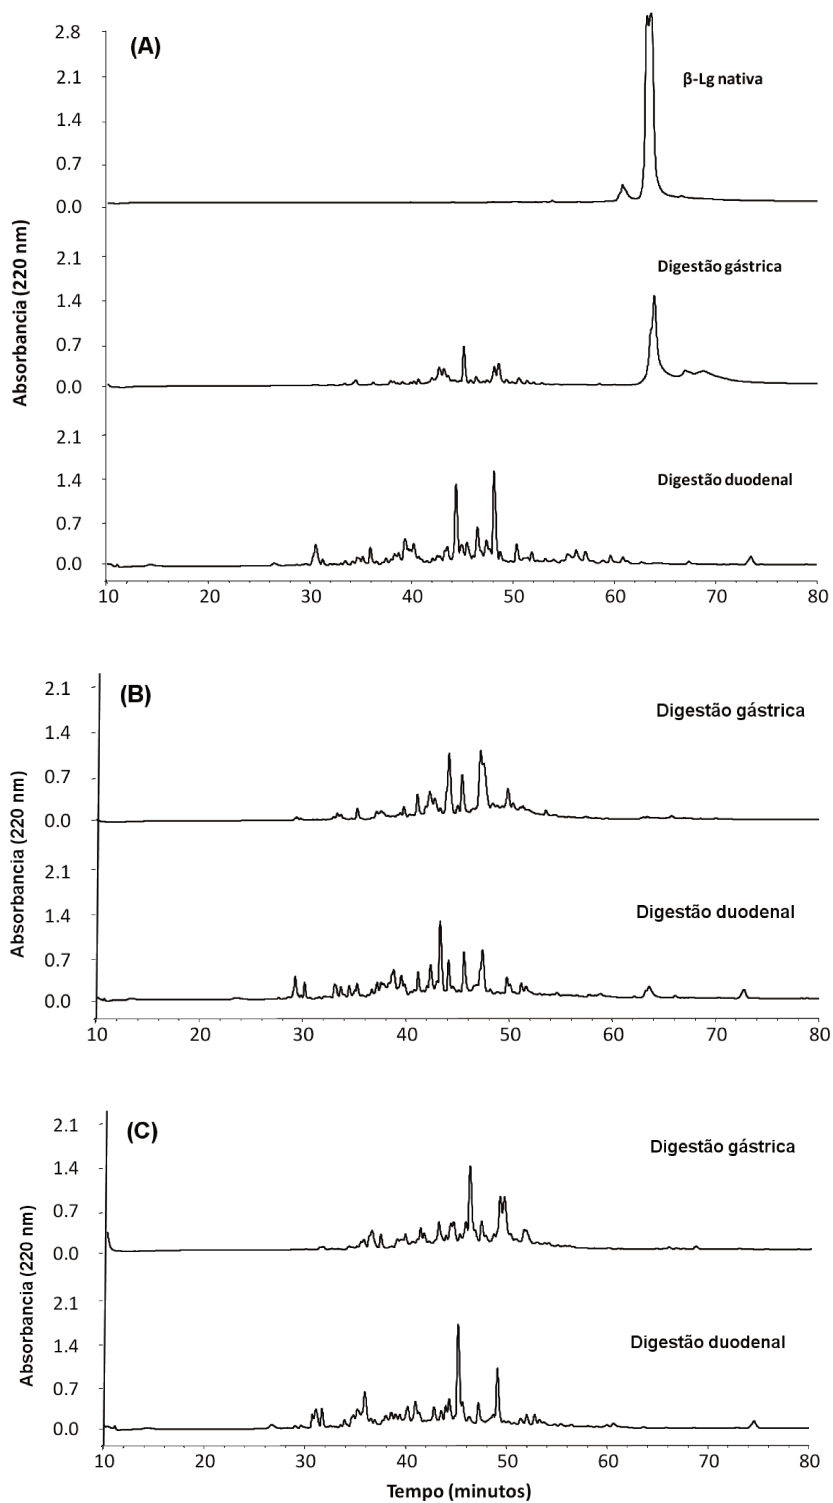 (A)
2.8
2.1
1.4
0.7
0.0
β-Lg nativa
2.1
1.4
0.7
0.0
Digestão gástrica
2.1
1.4
0.7
0.0
Digestão duodenal
Absorbancia (220 nm)
10 20 30 40 50 60 70 80
(B)
2.1
1.4
0.7
0.0
Digestão gástrica
2.1
1.4
0.7
0.0
Digestão duodenal
Absorbancia (220 nm)
10 20 30 40 50 60 70 80
(C)
2.1
1.4
0.7
0.0
Digestão gástrica
2.1
1.4
0.7
0.0
Digestão duodenal
Absorbancia (220 nm)
10 20 30 40 50 60 70 80
Tempo (minutos)